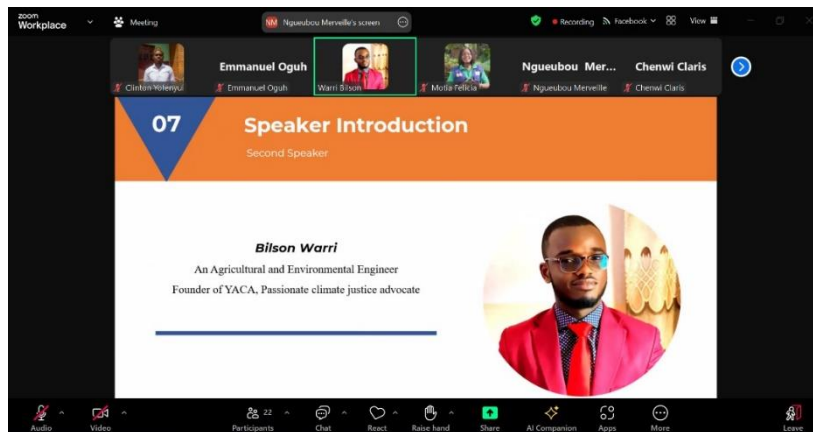 zoom
Workplace
Meeting
NM Ngueubou Merveille's screen
Recording
Facebook
View
Clinton Yolenyui
Emmanuel Oguh
Emmanuel Oguh
Warri Bilson
Motia Felicia
Ngueubou Mer...
Ngueubou Merveille
Chenwi Claris
Chenwi Claris
07
Speaker Introduction
Second Speaker
Bilson Warri
An Agricultural and Environmental Engineer
Founder of YACA, Passionate climate justice advocate
Audio
Video
22
Participants
Chat
React
Raise hand
Share
AI Companion
Apps
More
Leave